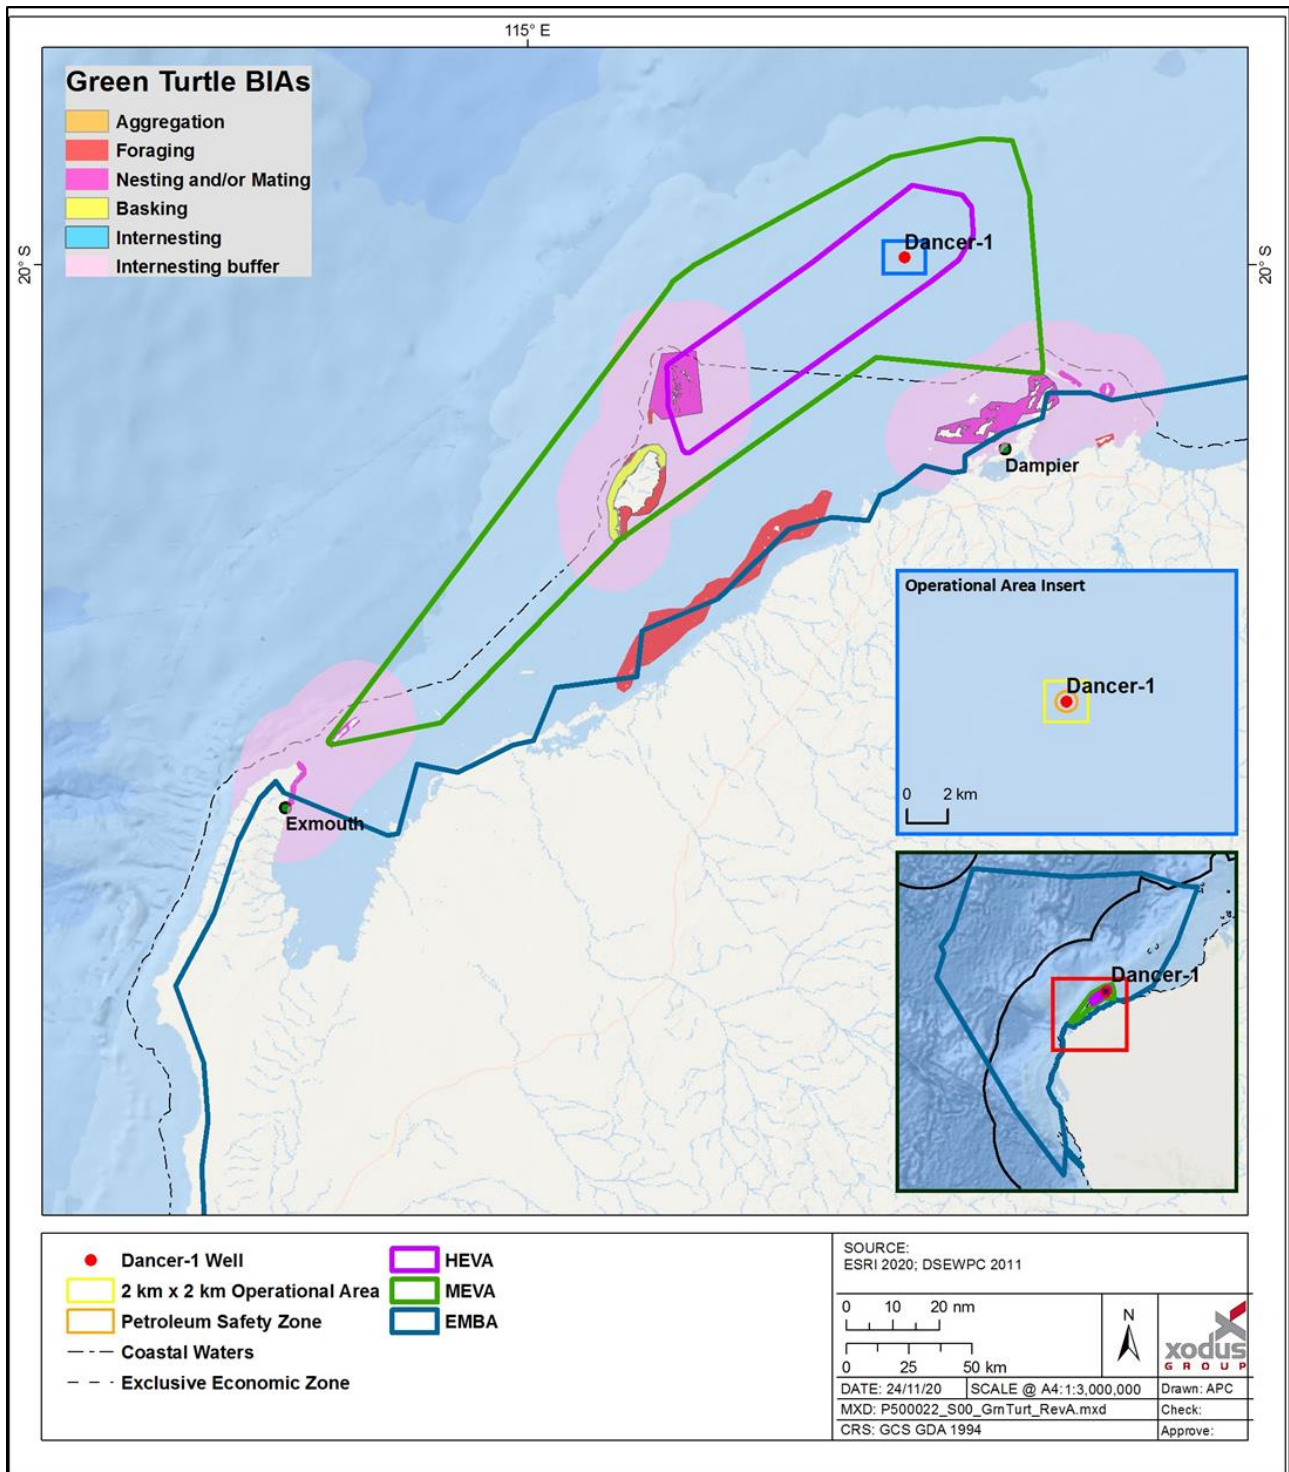 115° E
Green Turtle BIAs
Aggregation
Foraging
Nesting and/or Mating
Basking
Internesting
Internesting buffer
20° S
20° S
Dancer-1
Dampier
Exmouth
Operational Area Insert
Dancer-1
0 2 km
Dancer-1
Dancer-1 Well
2 km x 2 km Operational Area
Petroleum Safety Zone
Coastal Waters
Exclusive Economic Zone
HEVA
MEVA
EMBA
SOURCE:
ESRI 2020; DSEWPC 2011
0 10 20 nm
0 25 50 km
N
xodus
GROUP
DATE: 24/11/20
SCALE @ A4: 1:3,000,000
Drawn: APC
MXD: P500022_S00_GrnTurt_RevA.mxd
Check:
CRS: GCS GDA 1994
Approve: